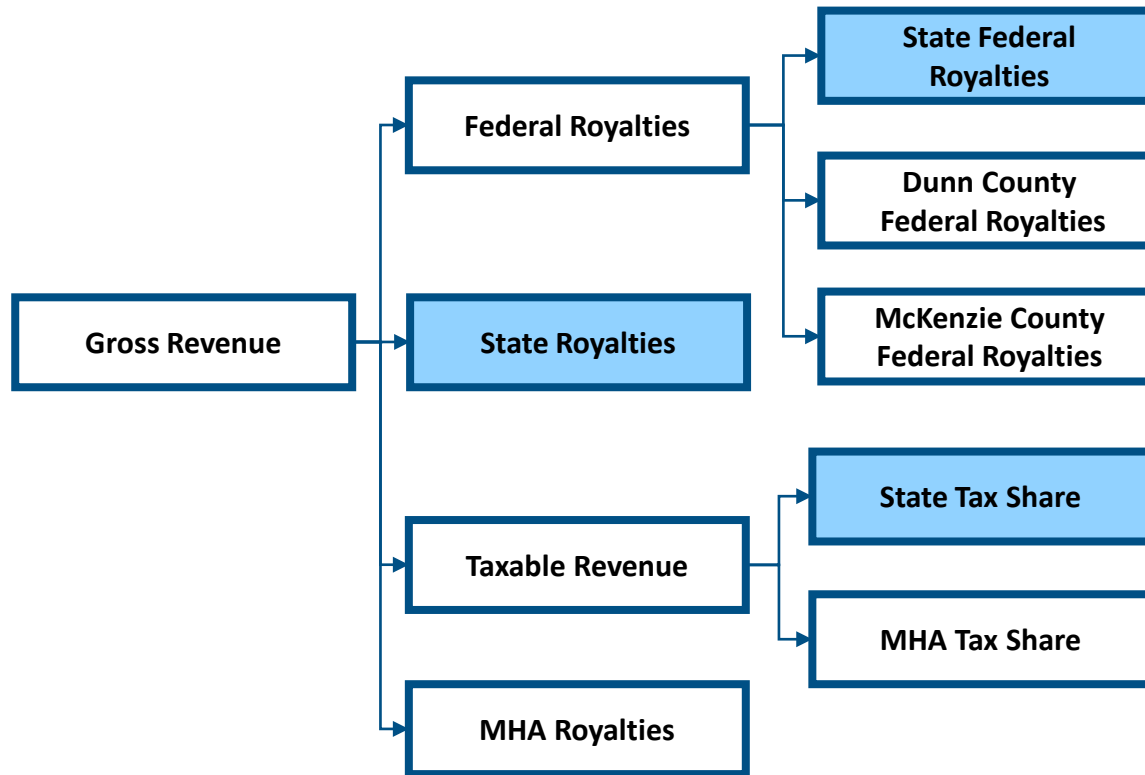 State Federal
Royalties
Federal Royalties
Dunn County
Federal Royalties
McKenzie County
Federal Royalties
Gross Revenue
State Royalties
State Tax Share
Taxable Revenue
MHA Tax Share
MHA Royalties